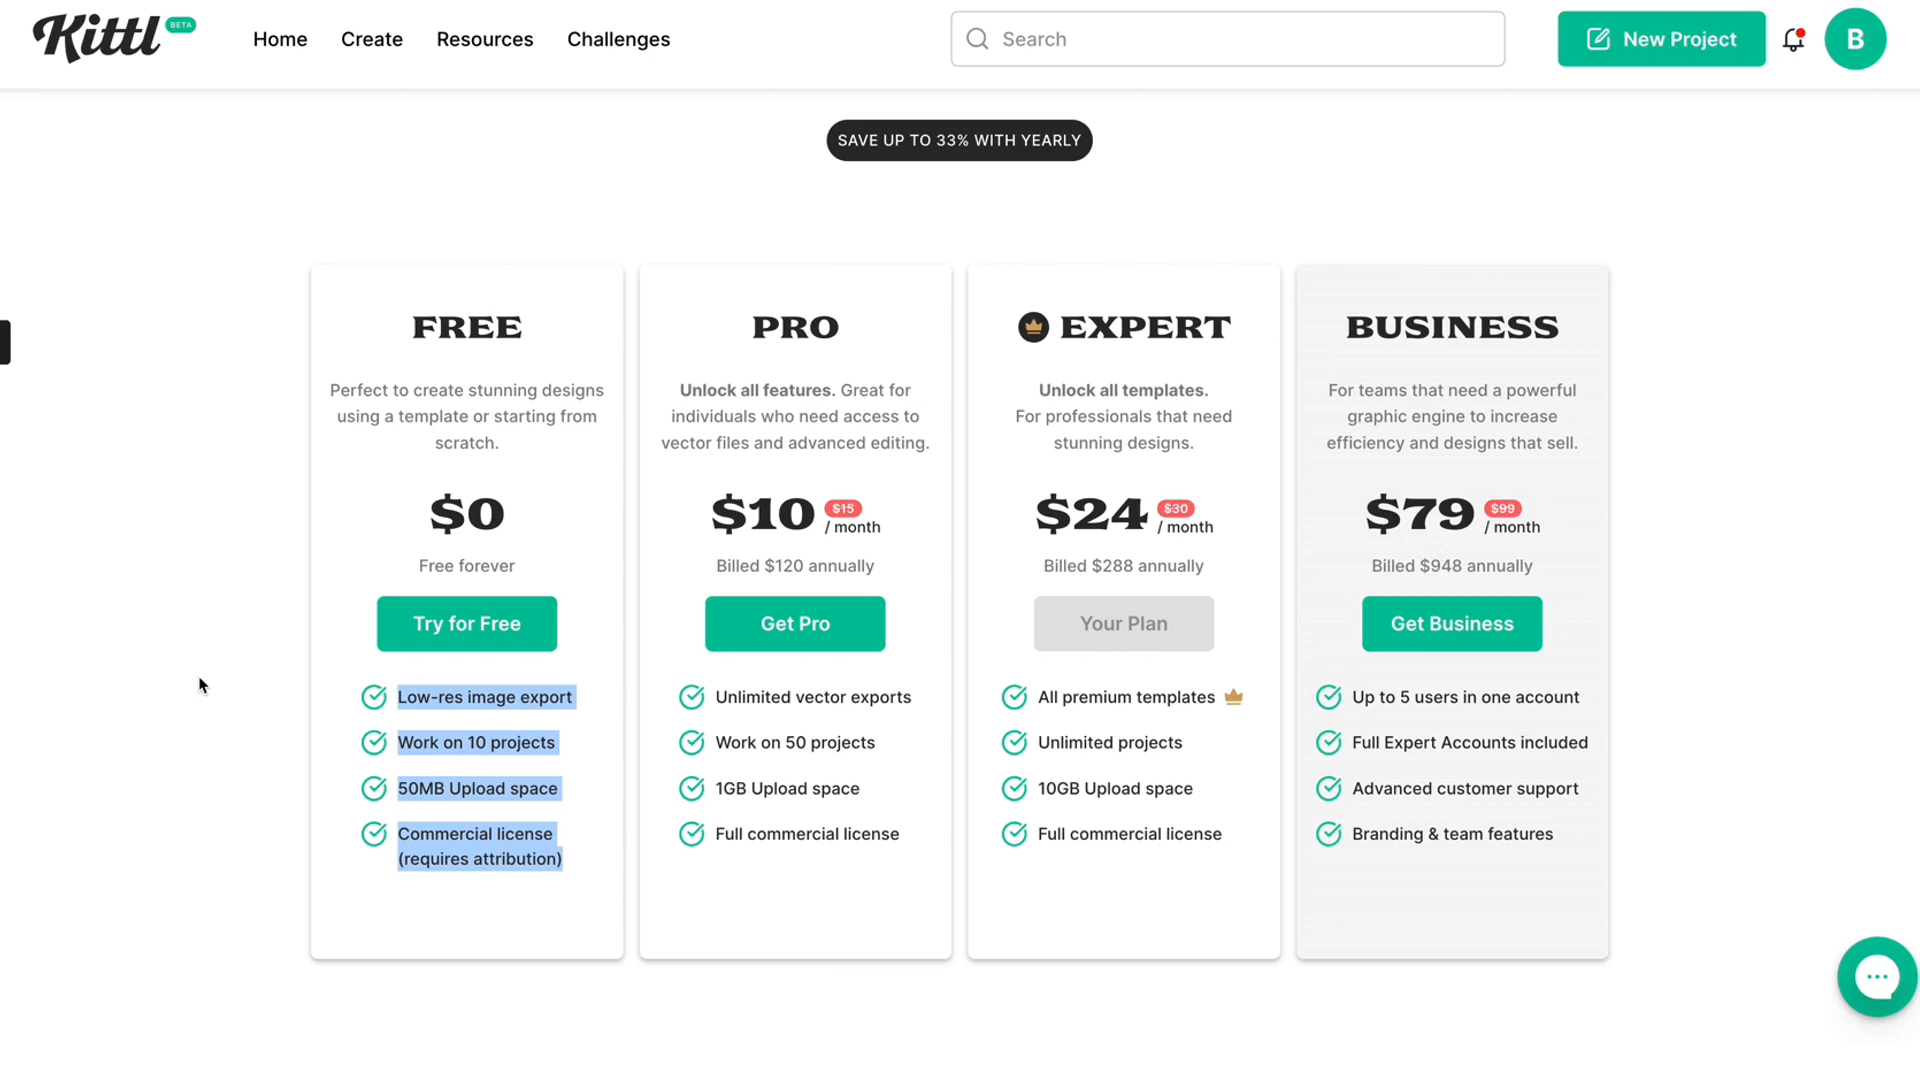 Kittl BETA
Home Create Resources Challenges
Search
New Project
B
SAVE UP TO 33% WITH YEARLY
FREE
Perfect to create stunning designs
using a template or starting from
scratch.
$0
Free forever
Try for Free
Low-res image export
Work on 10 projects
50MB Upload space
Commercial license
(requires attribution)
PRO
Unlock all features. Great for
individuals who need access to
vector files and advanced editing.
$10 $15
/ month
Billed $120 annually
Get Pro
Unlimited vector exports
Work on 50 projects
1GB Upload space
Full commercial license
EXPERT
Unlock all templates.
For professionals that need
stunning designs.
$24 $30
/ month
Billed $288 annually
Your Plan
All premium templates
Unlimited projects
10GB Upload space
Full commercial license
BUSINESS
For teams that need a powerful
graphic engine to increase
efficiency and designs that sell.
$79 $99
/ month
Billed $948 annually
Get Business
Up to 5 users in one account
Full Expert Accounts included
Advanced customer support
Branding & team features